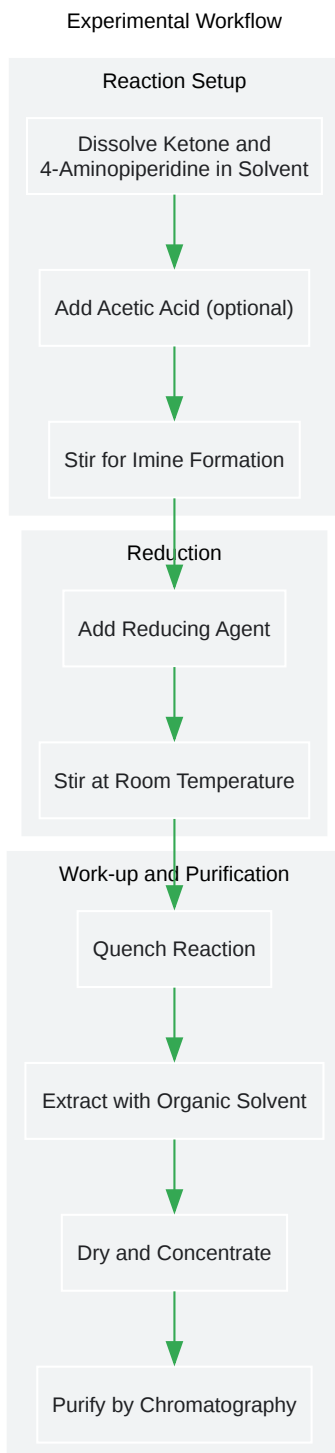 Experimental Workflow
Reaction Setup
Dissolve Ketone and
4-Aminopiperidine in Solvent
Add Acetic Acid (optional)
Stir for Imine Formation
Reduction
Add Reducing Agent
Stir at Room Temperature
Work-up and Purification
Quench Reaction
Extract with Organic Solvent
Dry and Concentrate
Purify by Chromatography